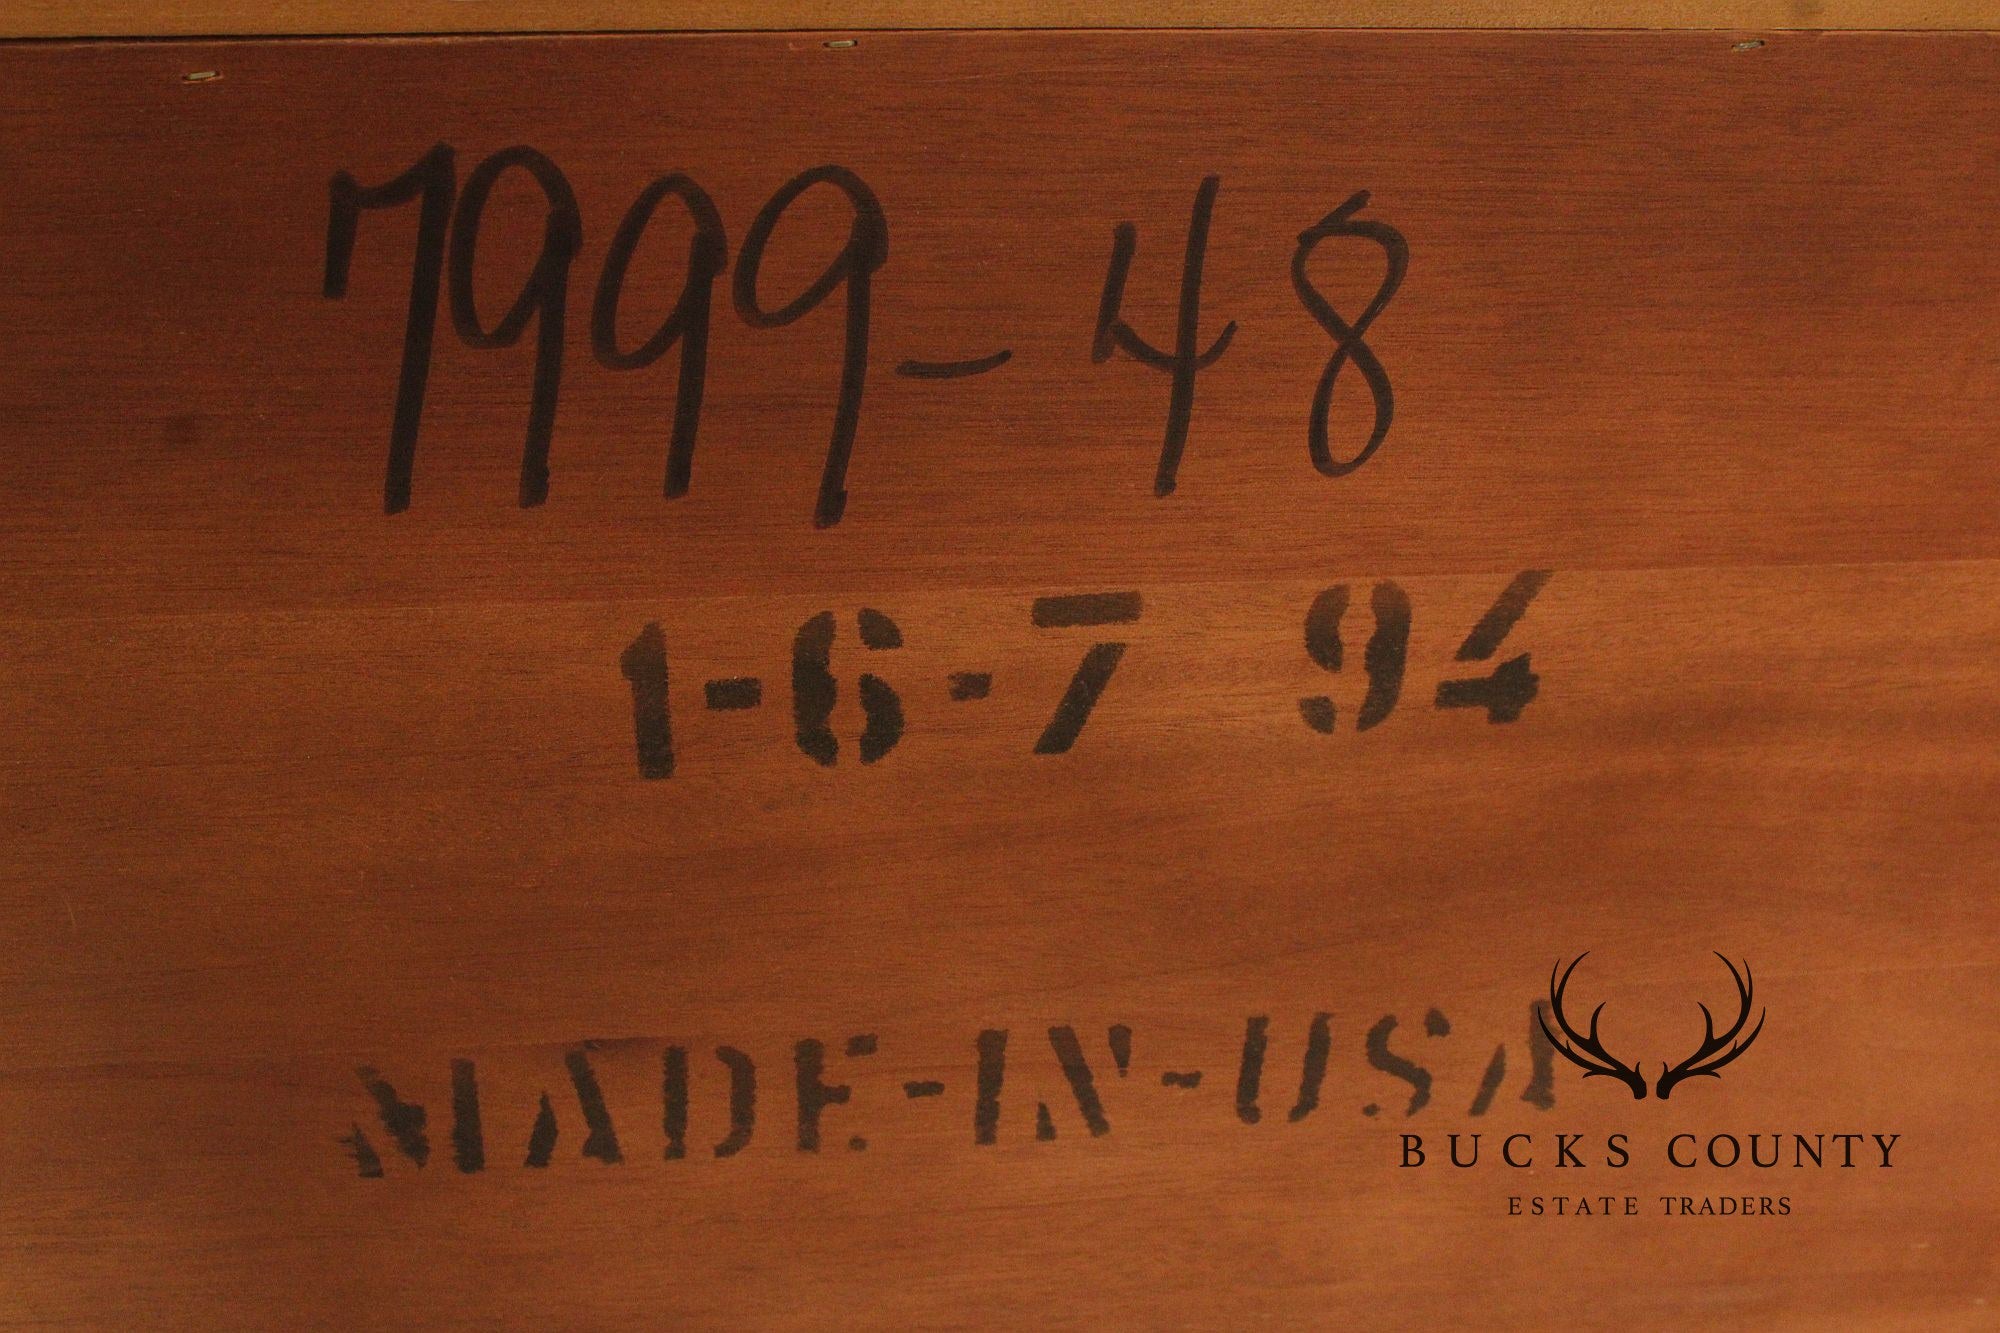 7999-48
1-6-7 94
MADE-IN-USA
BUCKS COUNTY
ESTATE TRADERS